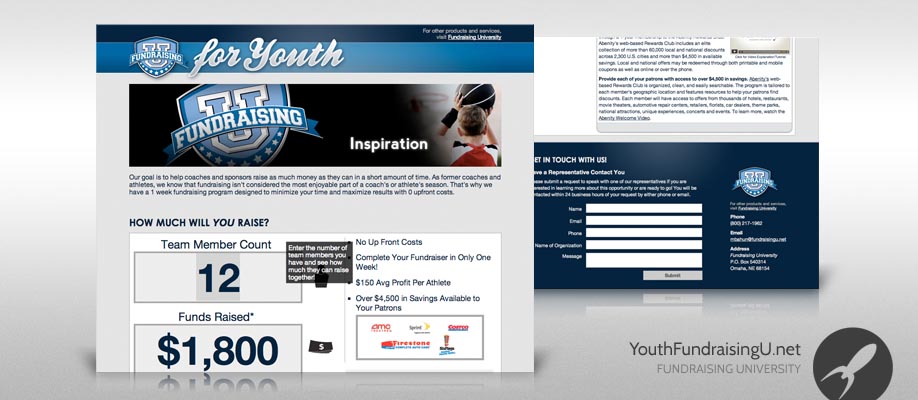 For other products and services,
visit Fundraising University
U
FUNDRAISING
for Youth
U
FUNDRAISING
Inspiration
Our goal is to help coaches and sponsors raise as much money as they can in a short amount of time. As former coaches and
athletes, we know that fundraising isn't considered the most enjoyable part of a coach's or athlete's season. That's why we
have a 1 week fundraising program designed to minimize your time and maximize results with 0 upfront costs.
HOW MUCH WILL YOU RAISE?
Team Member Count
12
Enter the number of
team members you
have and see how
much they can raise
together!
Funds Raised*
$1,800
$
No Up Front Costs
Complete Your Fundraiser in Only One
Week!
$150 Avg Profit Per Athlete
Over $4,500 in Savings Available to
Your Patrons
amc
THEATRES
Sprint
COSTCO
Firestone
COMPLETE AUTO CARE
Abenity's web-based Rewards Club includes an elite
collection of more than 60,000 local and national discounts
across 2,300 U.S. cities and more than $4,500 in available
savings. Local and national offers may be redeemed through both printable and mobile
coupons as well as online or over the phone.
Click for Video Explanation/Tutorial
Provide each of your patrons with access to over $4,500 in savings. Abenity's web-
based Rewards Club is organized, clean, and easily searchable. The program is tailored to
each member's geographic location and features resources to help your patrons find
discounts. Each member will have access to offers from thousands of hotels, restaurants,
movie theaters, automotive repair centers, retailers, florists, car dealers, theme parks,
national attractions, unique experiences, concerts and events. To learn more, watch the
Abenity Welcome Video.
ET IN TOUCH WITH US!
ve a Representative Contact You
ease submit a request to speak with one of our representatives if you are
erested in learning more about this opportunity or are ready to go! You will be
ntacted within 24 business hours of your request by either phone or email.
Name
Email
Phone
Name of Organization
Message
Submit
U
FUNDRAISING
For other products and services,
visit Fundraising University
Phone
(800) 217-1962
Email
mbahun@fundraisingu.net
Address
Fundraising University
P.O. Box 540314
Omaha, NE 68154
YouthFundraisingU.net
FUNDRAISING UNIVERSITY